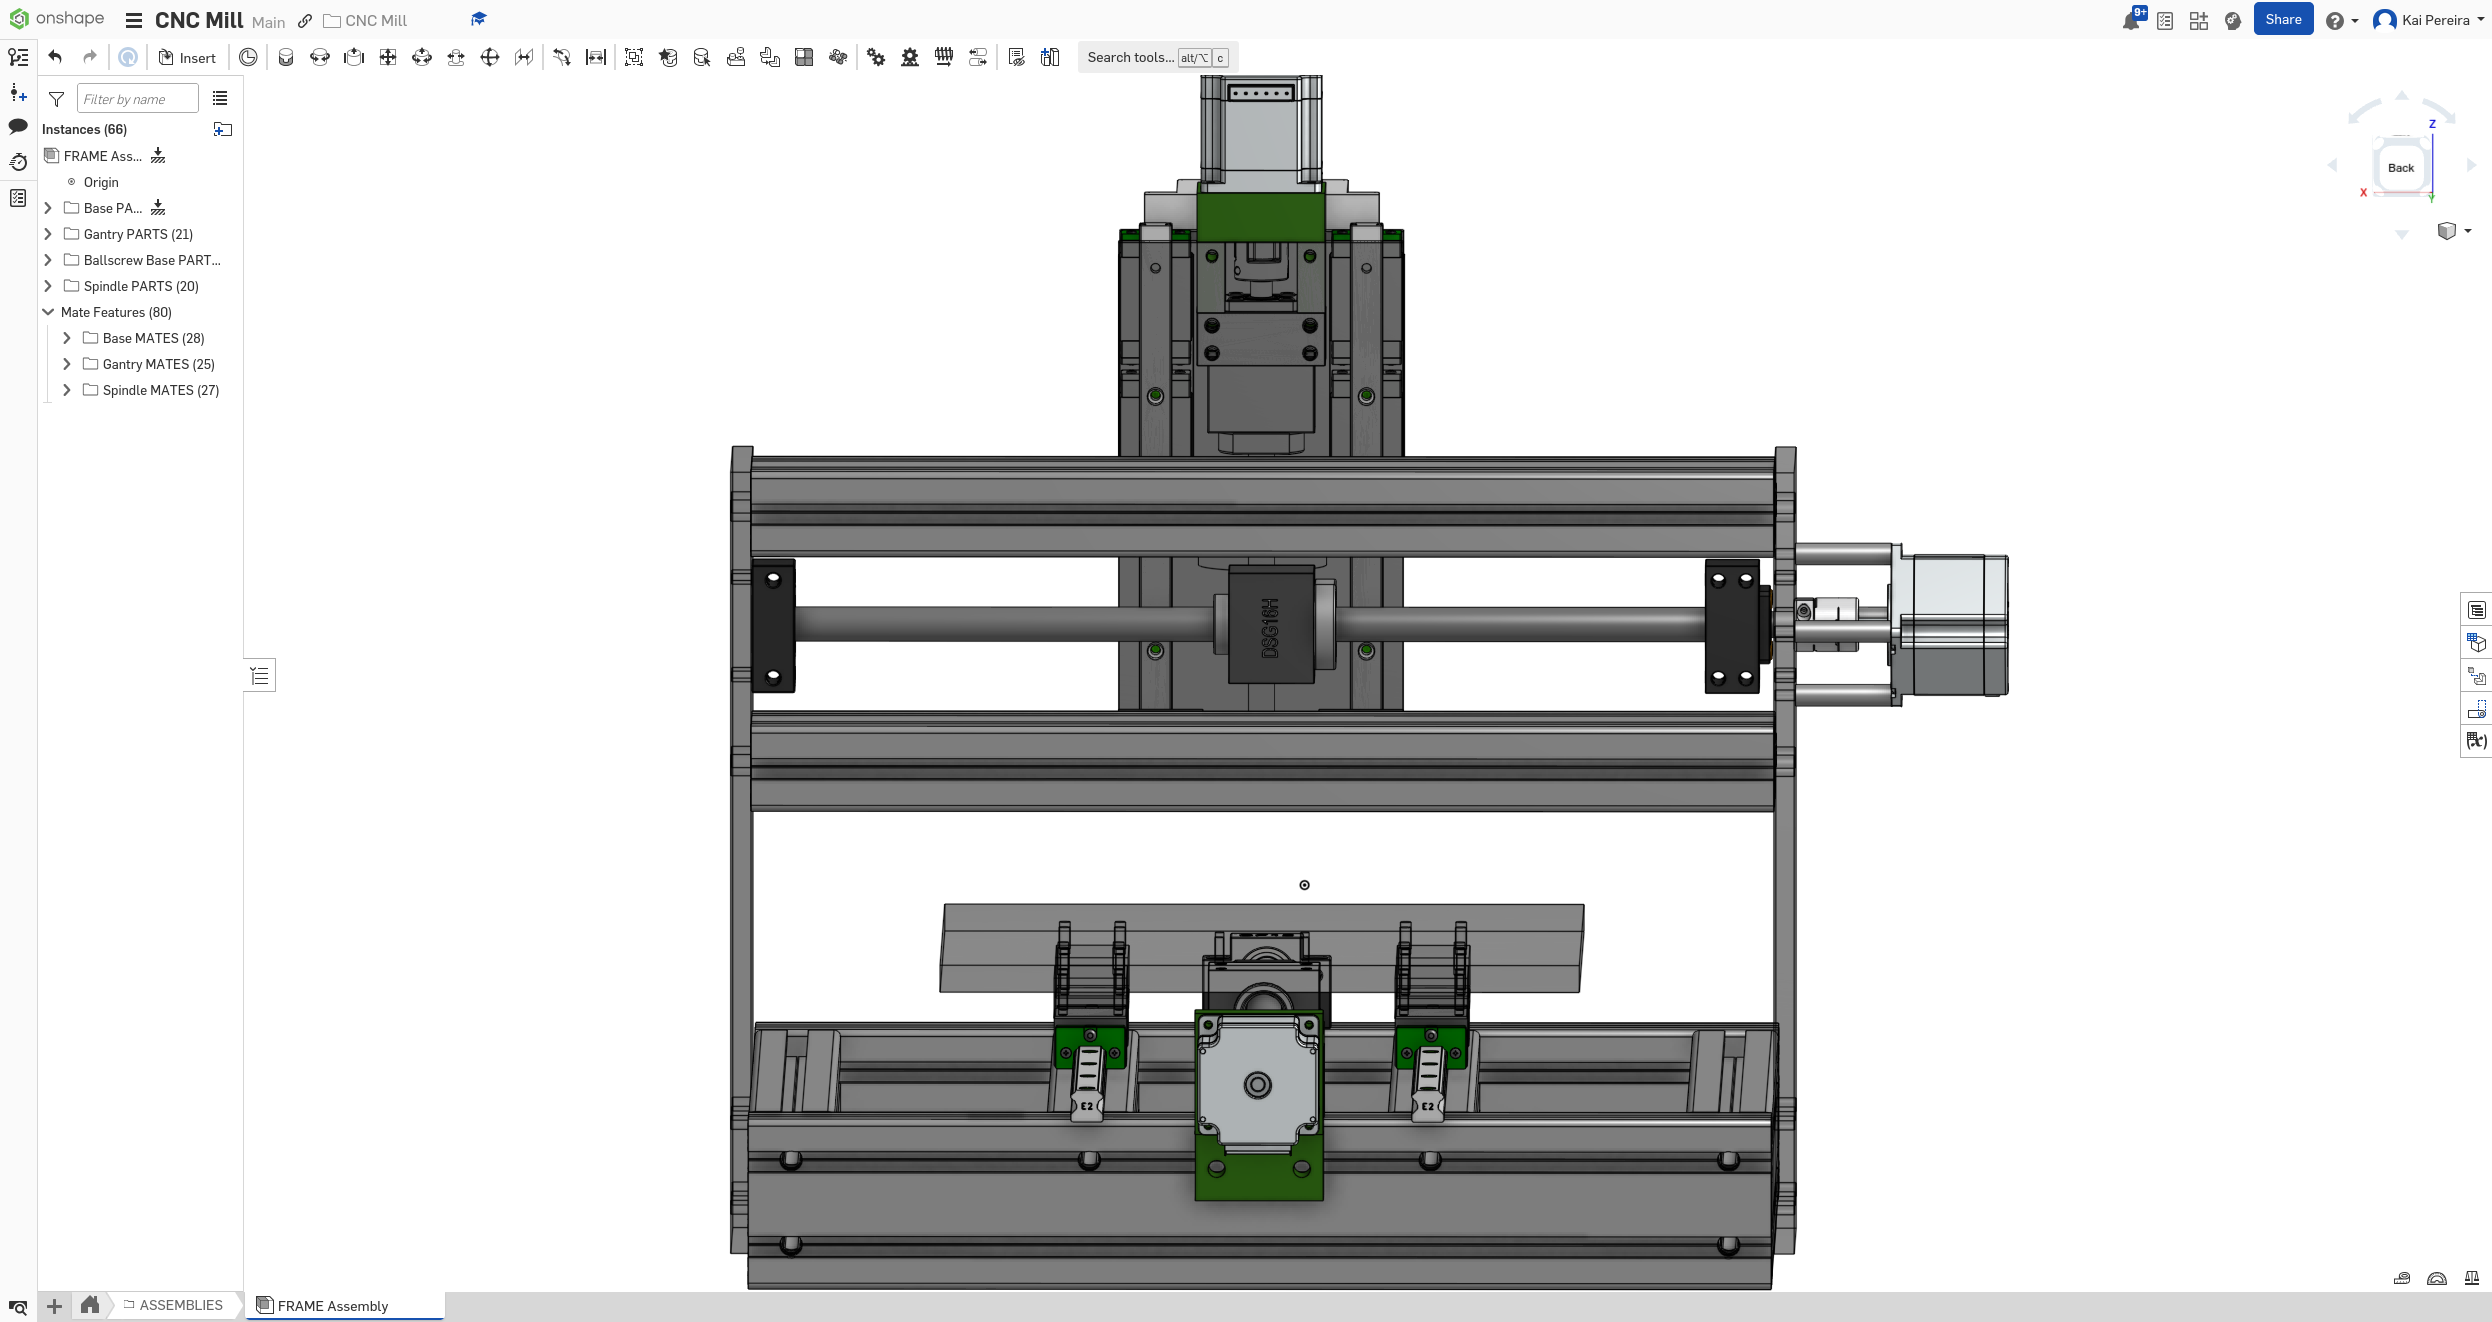 onshape CNC Mill Main CNC Mill
9+ Share Kai Pereira
Insert Search tools... alt/⌥ c
Filter by name
Instances (66)
FRAME Ass...
Origin
Base PA...
Gantry PARTS (21)
Ballscrew Base PART...
Spindle PARTS (20)
Mate Features (80)
Base MATES (28)
Gantry MATES (25)
Spindle MATES (27)
Z
Back
X
Y
DSG16H
E2 E2
ASSEMBLIES FRAME Assembly